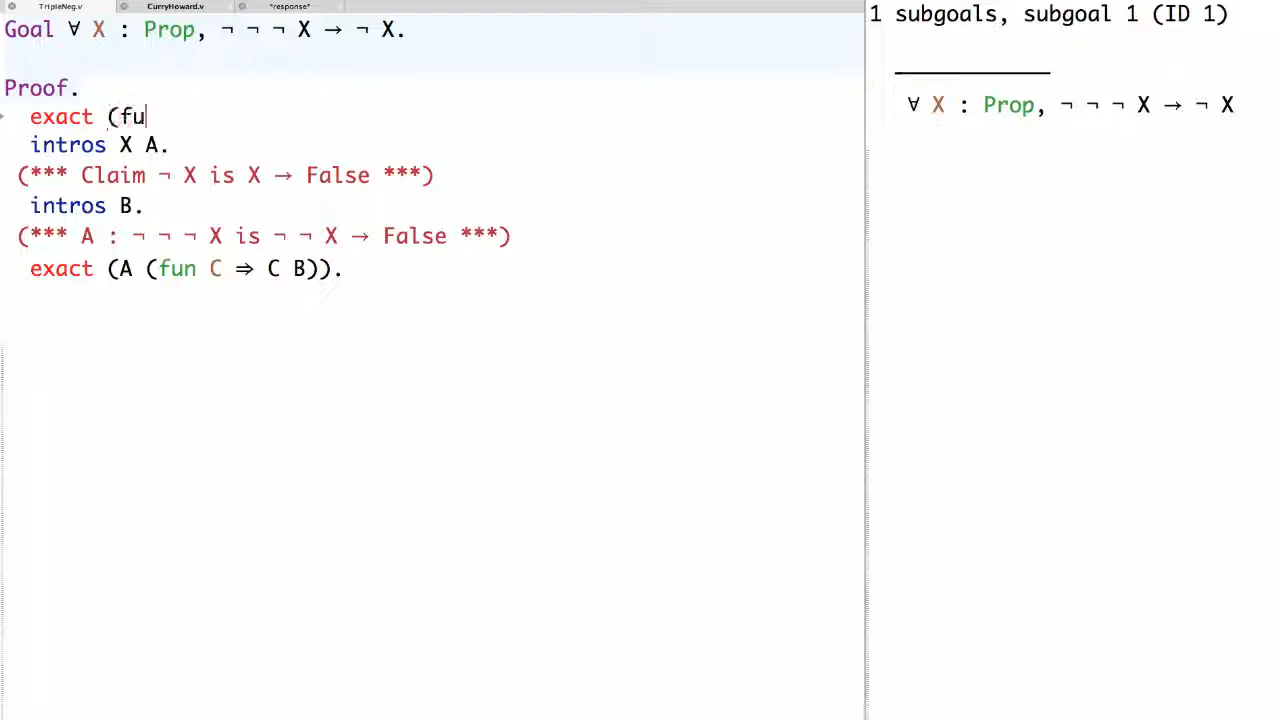 TripleNeg.v CurryHoward.v *response*
Goal ∀ X : Prop, ¬ ¬ ¬ X → ¬ X.
Proof.
exact (fu
intros X A.
(*** Claim ¬ X is X → False ***)
intros B.
(*** A : ¬ ¬ ¬ X is ¬ ¬ X → False ***)
exact (A (fun C ⇒ C B)).
1 subgoals, subgoal 1 (ID 1)
∀ X : Prop, ¬ ¬ ¬ X → ¬ X